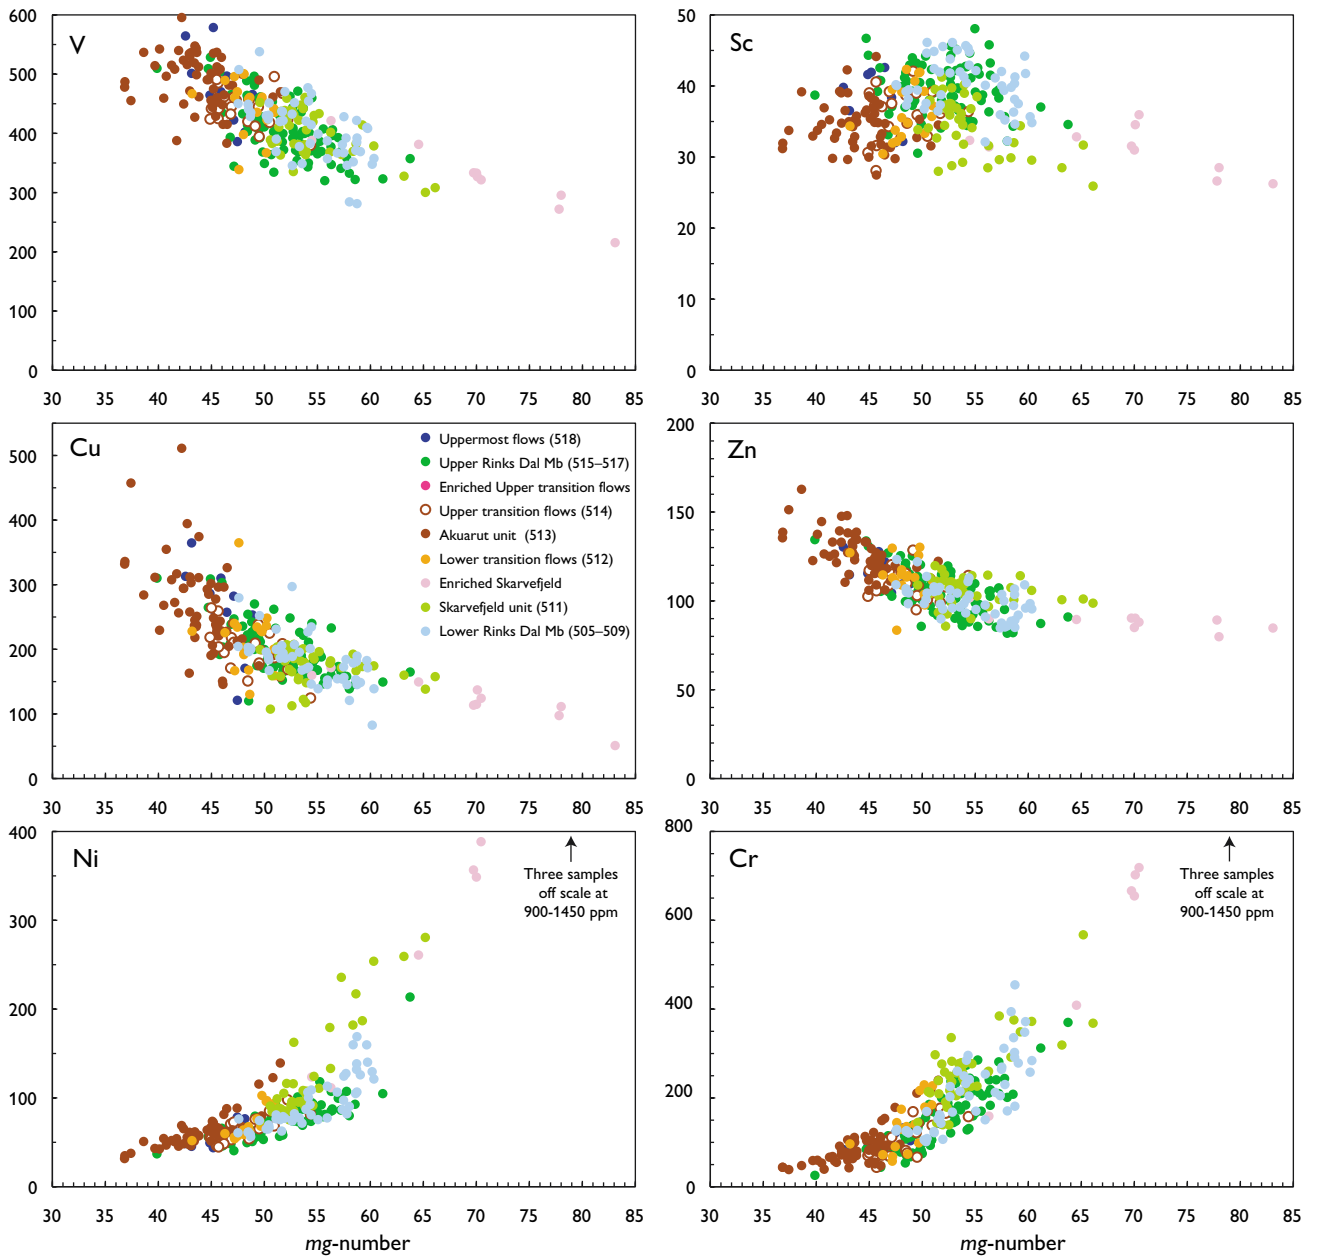 600
500
400
300
200
100
0
V
30 35 40 45 50 55 60 65 70 75 80 85
50
40
30
20
10
0
Sc
30 35 40 45 50 55 60 65 70 75 80 85
500
400
300
200
100
0
Cu
Uppermost flows (518)
Upper Rinks Dal Mb (515–517)
Enriched Upper transition flows
Upper transition flows (514)
Akuarut unit (513)
Lower transition flows (512)
Enriched Skarvefjeld
Skarvefjeld unit (511)
Lower Rinks Dal Mb (505–509)
30 35 40 45 50 55 60 65 70 75 80 85
200
150
100
50
0
Zn
30 35 40 45 50 55 60 65 70 75 80 85
400
300
200
100
0
Ni
Three samples
off scale at
900-1450 ppm
30 35 40 45 50 55 60 65 70 75 80 85
mg-number
800
600
400
200
0
Cr
Three samples
off scale at
900-1450 ppm
30 35 40 45 50 55 60 65 70 75 80 85
mg-number